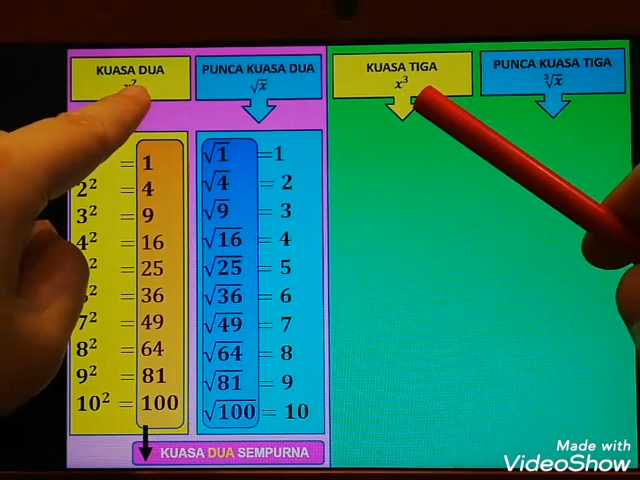 KUASA DUA
PUNCA KUASA DUA
√x
KUASA TIGA
x³
PUNCA KUASA TIGA
∛x
= 1
2² = 4
3² = 9
4² = 16
² = 25
² = 36
7² = 49
8² = 64
9² = 81
10² = 100
√1 = 1
√4 = 2
√9 = 3
√16 = 4
√25 = 5
√36 = 6
√49 = 7
√64 = 8
√81 = 9
√100 = 10
KUASA DUA SEMPURNA
Made with
VideoShow